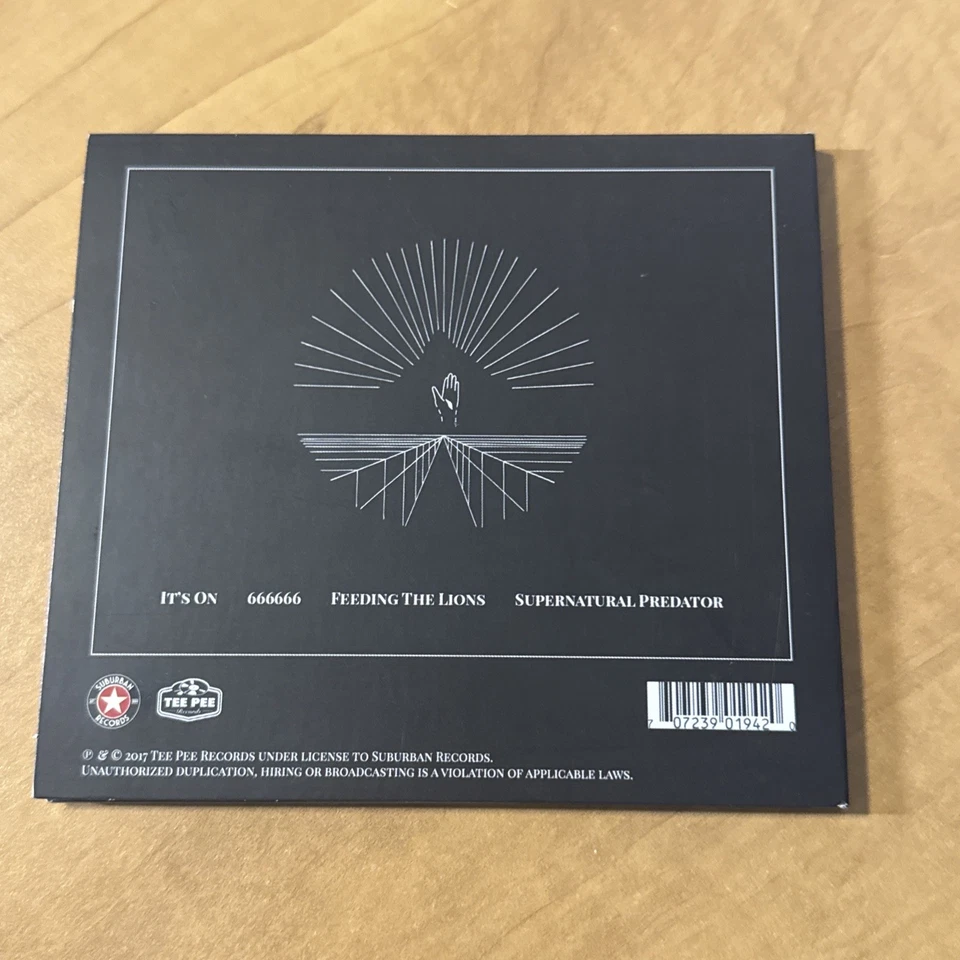 It's On 666666 Feeding The Lions Supernatural Predator
SUBURBAN
RECORDS
TEE PEE
Records
7 07239 01942 0
℗ & © 2017 Tee Pee Records under license to Suburban Records.
Unauthorized duplication, hiring or broadcasting is a violation of applicable laws.